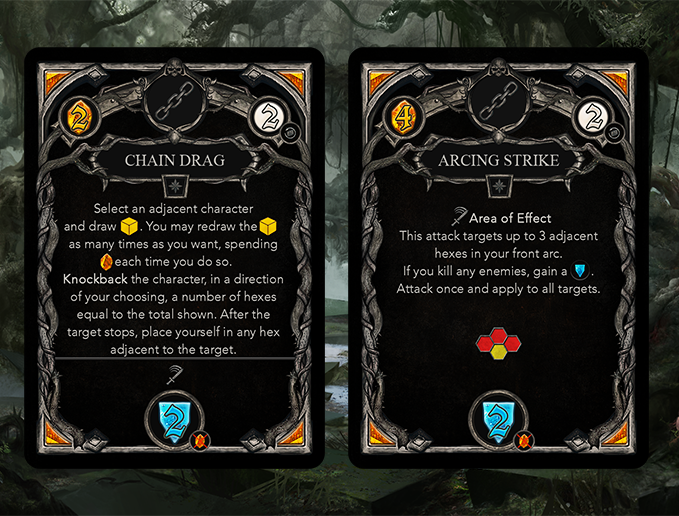 2
2
CHAIN DRAG
Select an adjacent character
and draw . You may redraw the
as many times as you want, spending
each time you do so.
Knockback the character, in a direction
of your choosing, a number of hexes
equal to the total shown. After the
target stops, place yourself in any hex
adjacent to the target.
2
4
2
ARCING STRIKE
Area of Effect
This attack targets up to 3 adjacent
hexes in your front arc.
If you kill any enemies, gain a .
Attack once and apply to all targets.
2